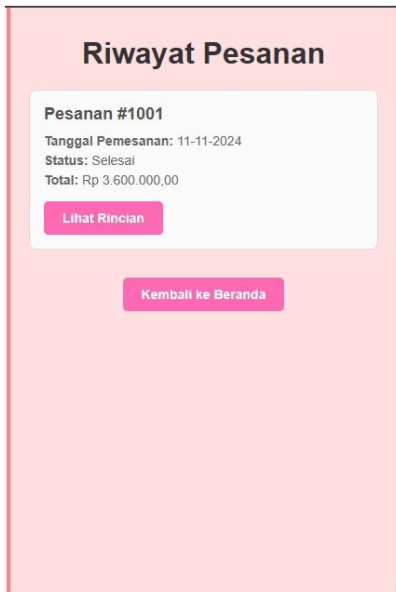 Riwayat Pesanan
Pesanan #1001
Tanggal Pemesanan: 11-11-2024
Status: Selesai
Total: Rp 3.600.000,00
Lihat Rincian
Kembali ke Beranda